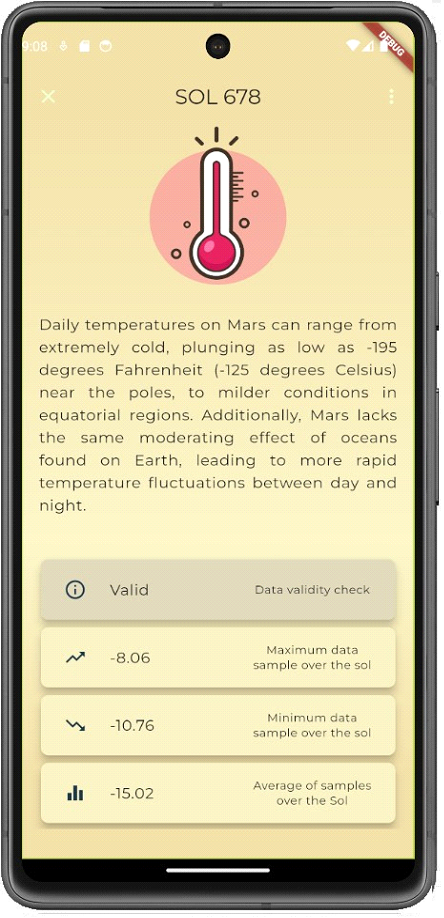 9:08
DEBUG
SOL 678
Daily temperatures on Mars can range from
extremely cold, plunging as low as -195
degrees Fahrenheit (-125 degrees Celsius)
near the poles, to milder conditions in
equatorial regions. Additionally, Mars lacks
the same moderating effect of oceans
found on Earth, leading to more rapid
temperature fluctuations between day and
night.
Valid
Data validity check
-8.06
Maximum data
sample over the sol
-10.76
Minimum data
sample over the sol
-15.02
Average of samples
over the Sol